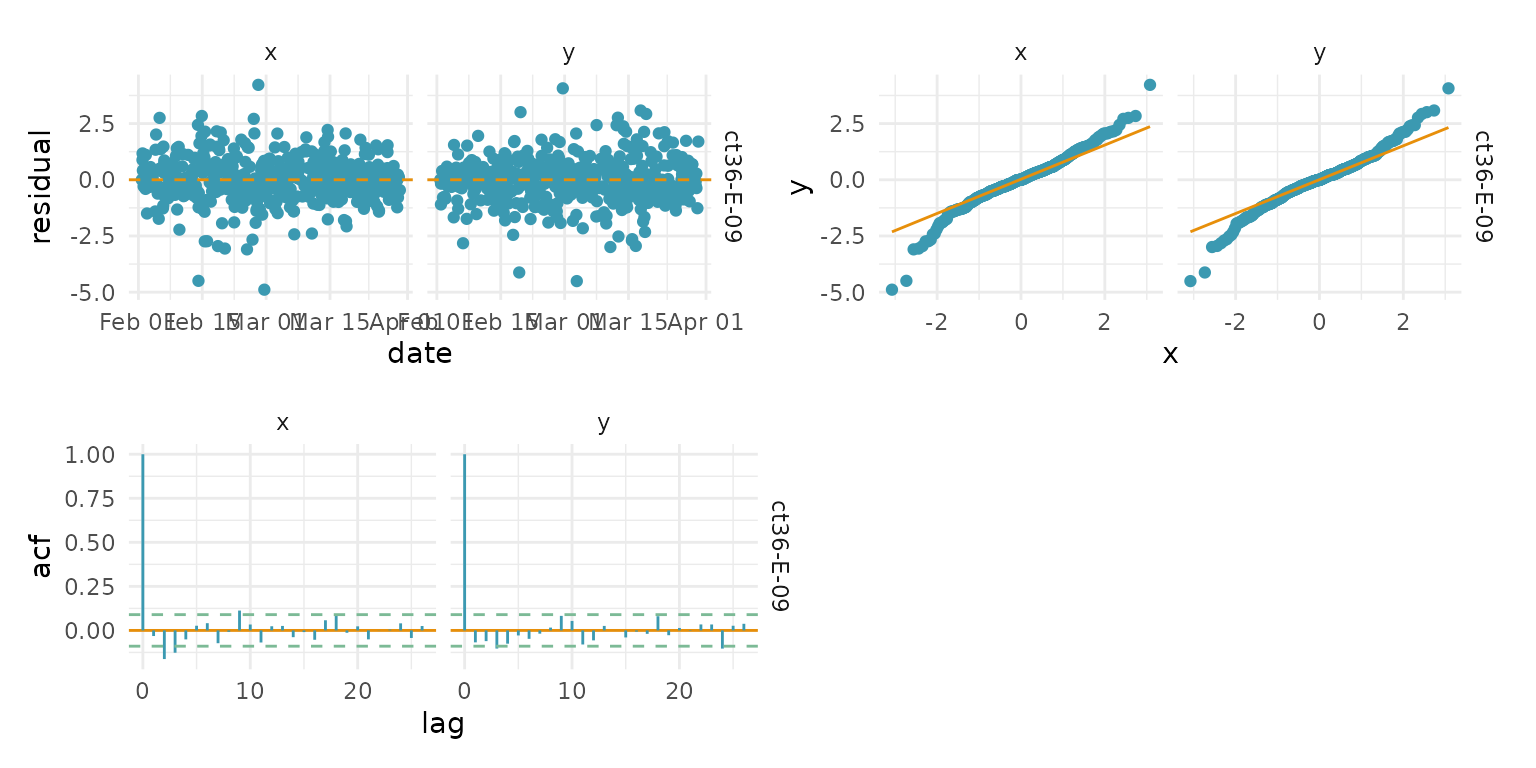 x y
residual
2.5
0.0
-2.5
-5.0
Feb 01 Feb 15 Mar 01 Mar 15 Apr 01 Feb 01 Feb 15 Mar 01 Mar 15 Apr 01
date
ct36-E-09
x y
y
2.5
0.0
-2.5
-5.0
-2 0 2 -2 0 2
x
ct36-E-09
x y
acf
1.00
0.75
0.50
0.25
0.00
0 10 20 0 10 20
lag
ct36-E-09